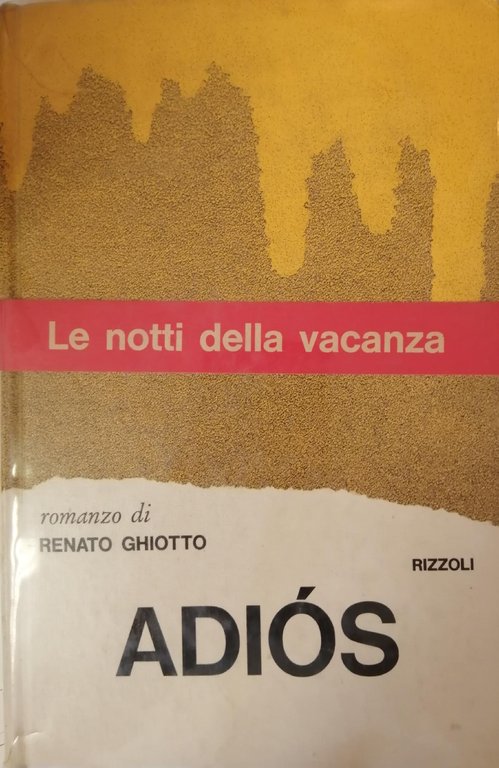 Le notti della vacanza
romanzo di
RENATO GHIOTTO
RIZZOLI
ADIÓS